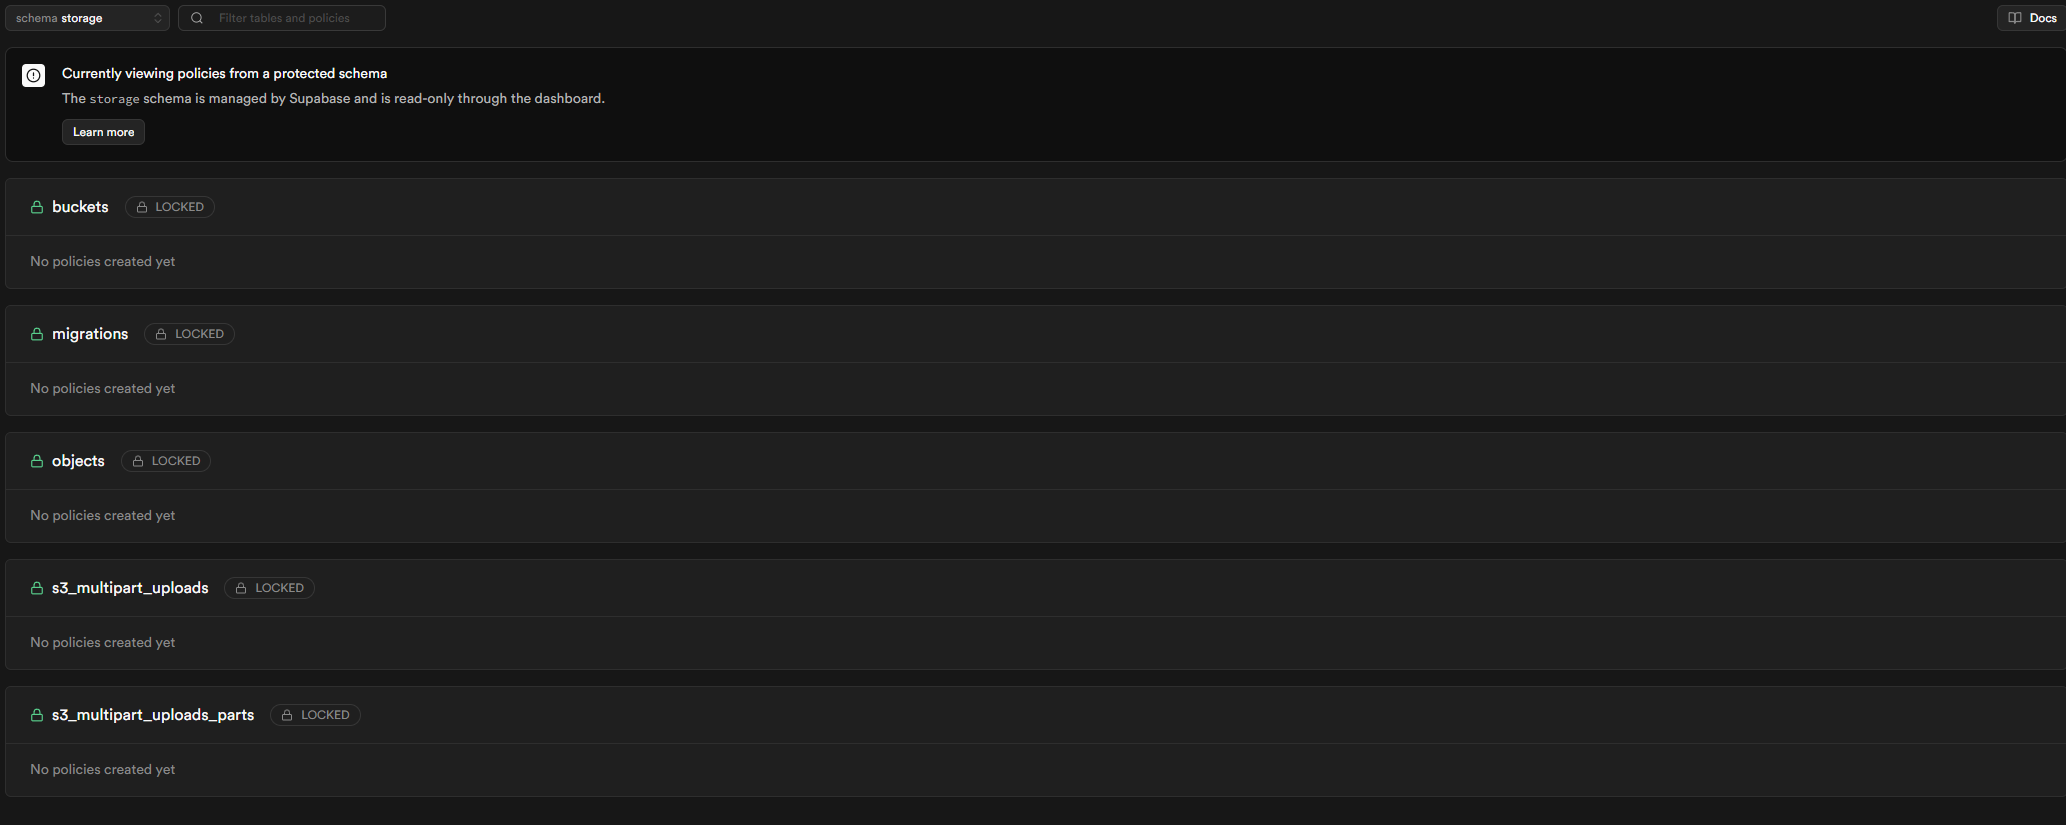 schema storage
Filter tables and policies
Docs
Currently viewing policies from a protected schema
The storage schema is managed by Supabase and is read-only through the dashboard.
Learn more
buckets LOCKED
No policies created yet
migrations LOCKED
No policies created yet
objects LOCKED
No policies created yet
s3_multipart_uploads LOCKED
No policies created yet
s3_multipart_uploads_parts LOCKED
No policies created yet